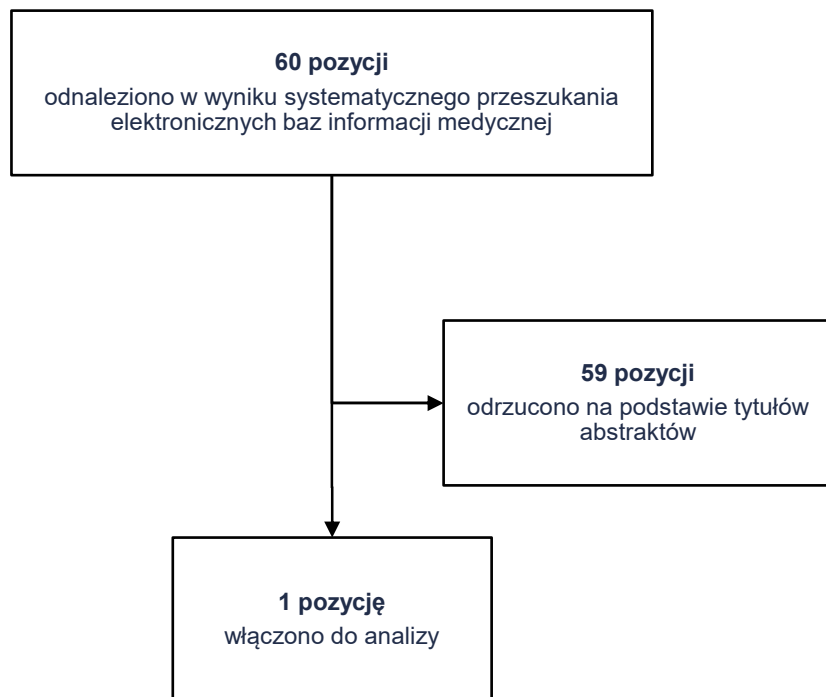 60 pozycji
odnaleziono w wyniku systematycznego przeszukania
elektronicznych baz informacji medycznej
59 pozycji
odrzucono na podstawie tytułów
abstraktów
1 pozycję
włączono do analizy